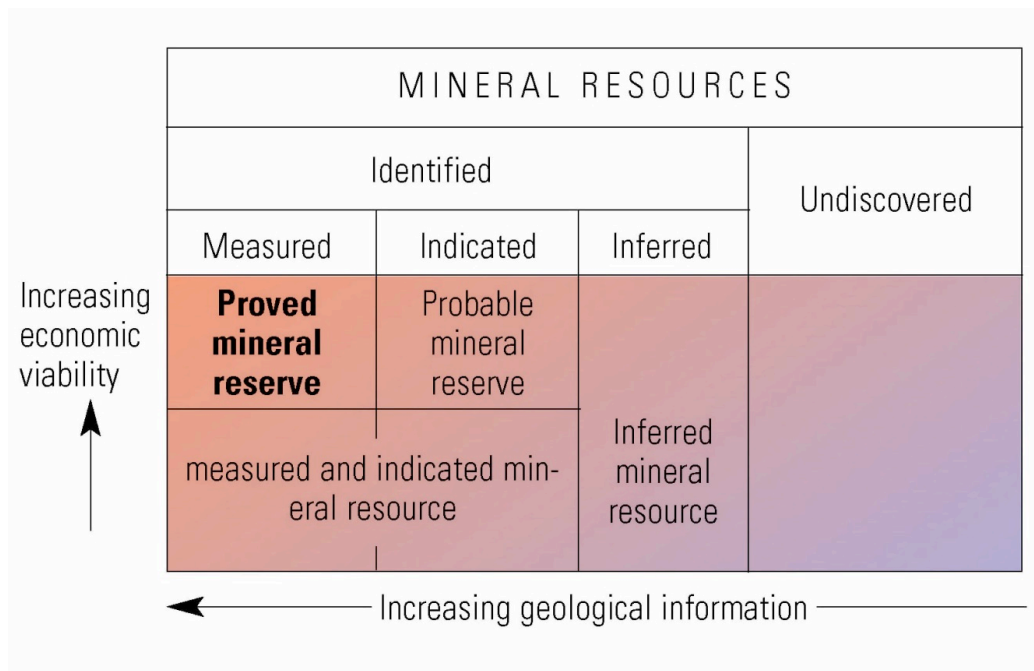 MINERAL RESOURCES
Identified
Undiscovered
Measured
Indicated
Inferred
Increasing
economic
viability
Proved
mineral
reserve
Probable
mineral
reserve
measured and indicated min-
eral resource
Inferred
mineral
resource
Increasing geological information